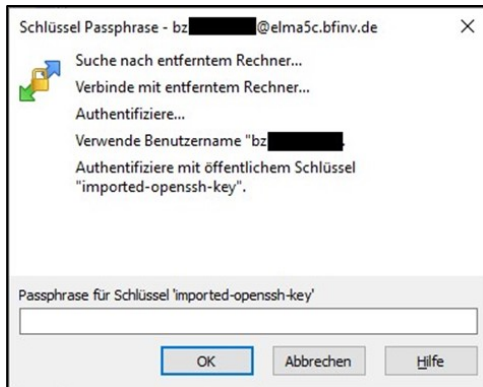 Schlüssel Passphrase - bz @elma5c.bfinv.de
Suche nach entferntem Rechner...
Verbinde mit entferntem Rechner...
Authentifiziere...
Verwende Benutzername "bz .
Authentifiziere mit öffentlichem Schlüssel
"imported-openssh-key".
Passphrase für Schlüssel 'imported-openssh-key'
OK Abbrechen Hilfe